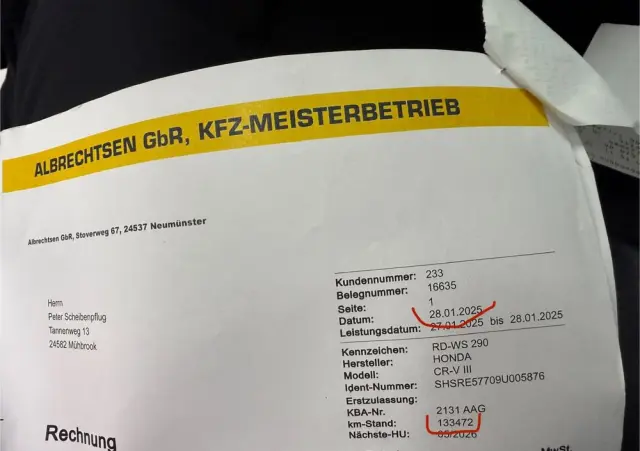 ALBRECHTSEN GbR, KFZ-MEISTERBETRIEB
Albrechtsen GbR, Stoverweg 67, 24537 Neumünster
Kundennummer: 233
Belegnummer: 16635
Seite: 1
Datum: 28.01.2025
Leistungsdatum: 27.01.2025 bis 28.01.2025
Herrn
Peter Scheibenpflug
Tannenweg 13
24582 Mühbrook
Kennzeichen: RD-WS 290
Hersteller: HONDA
Modell: CR-V III
Ident-Nummer: SHSRE57709U005876
Erstzulassung:
KBA-Nr. 2131 AAG
km-Stand: 133472
Nächste-HU: 05/2026
Rechnung
MwSt.